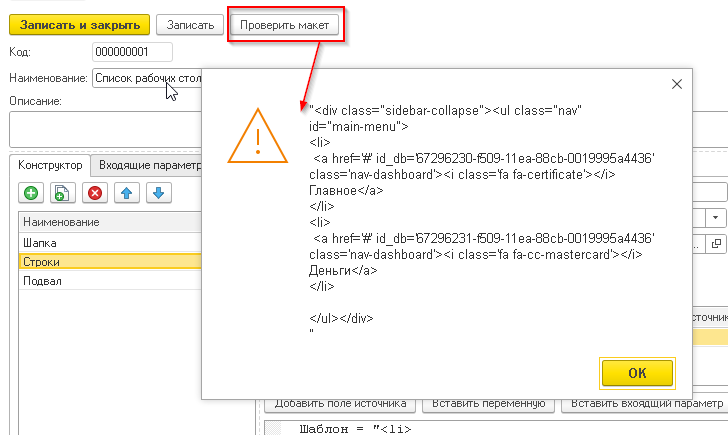 Записать и закрыть Записать Проверить макет
Код: 000000001
Наименование: Список рабочих стол
Описание:
"<div class="sidebar-collapse"><ul class="nav"
id="main-menu">
<li>
<a href='#' id_db='67296230-f509-11ea-88cb-0019995a4436'
class='nav-dashboard'><i class='fa fa-certificate'></i>
Главное</a>
</li>
<li>
<a href='#' id_db='67296231-f509-11ea-88cb-0019995a4436'
class='nav-dashboard'><i class='fa fa-cc-mastercard'></i>
Деньги</a>
</li>
</ul></div>
"
OK
Конструктор Входящие параметр
Наименование
Шапка
Строки
Подвал
сточник
Добавить поле источника Вставить переменную Вставить входящий параметр
Шаблон = "<li>